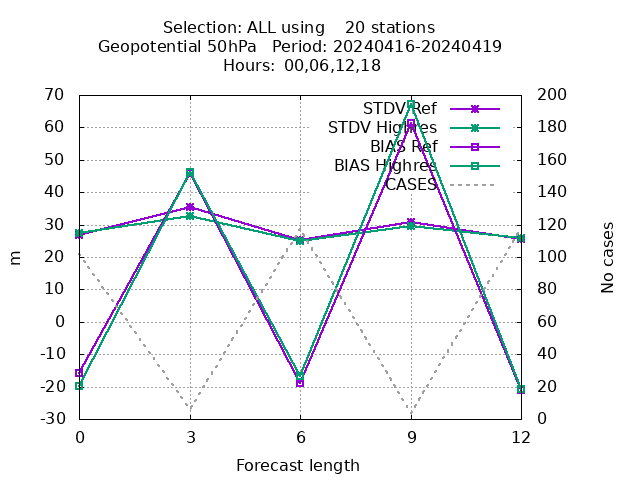 Selection: ALL using    20 stations
Geopotential 50hPa   Period: 20240416-20240419
Hours: 00,06,12,18
70 200
60 STDV Ref 180
STDV Highres
50 BIAS Ref 160
BIAS Highres
40 CASES 140
30 120
20 100
10 80
0 60
-10 40
-20 20
-30 0
m
No cases
0 3 6 9 12
Forecast length